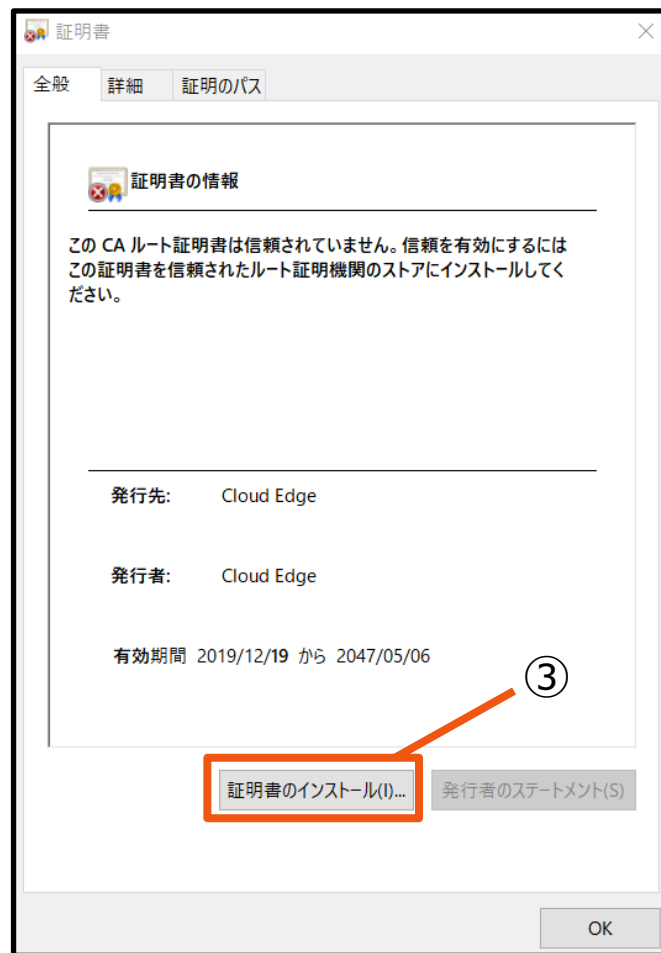 証明書
全般 詳細 証明のパス
証明書の情報
この CA ルート証明書は信頼されていません。信頼を有効にするには
この証明書を信頼されたルート証明機関のストアにインストールしてく
ださい。
発行先: Cloud Edge
発行者: Cloud Edge
有効期間 2019/12/19 から 2047/05/06
③
証明書のインストール(I)... 発行者のステートメント(S)
OK